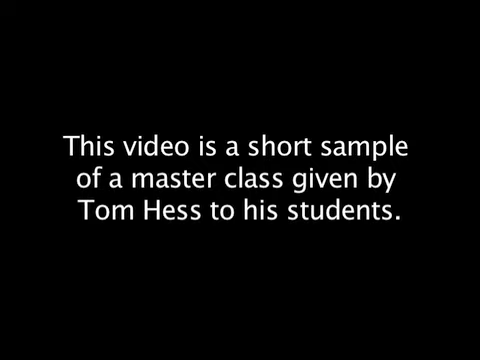 This video is a short sample
of a master class given by
Tom Hess to his students.